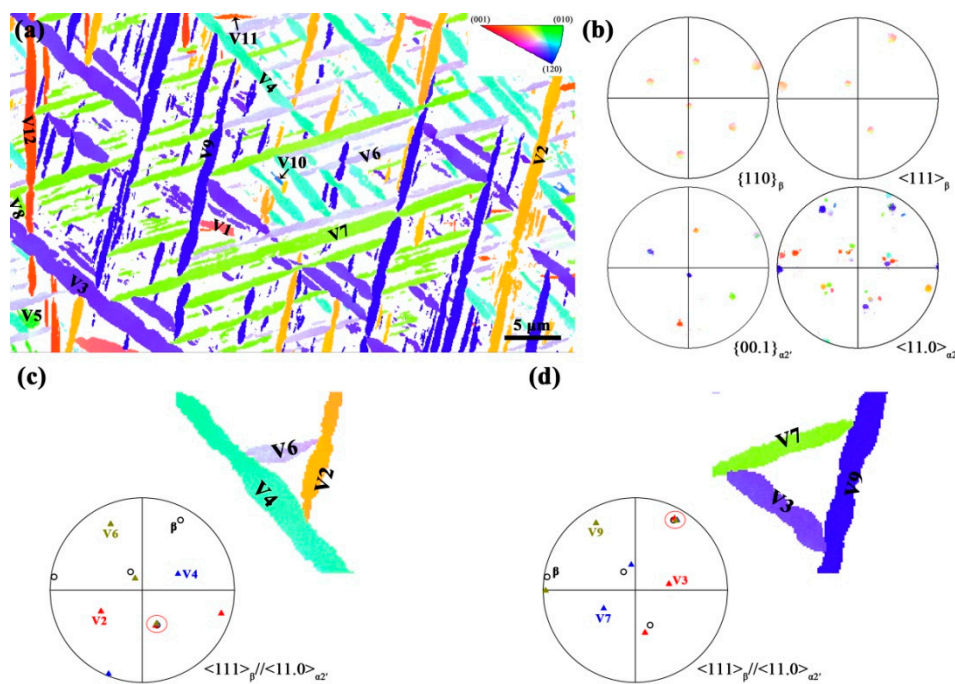 (a)
V11
(001)
(010)
(120)
V4
V12
V9
V10
V6
V2
V8
V1
V7
V3
V5
5 μm
(b)
{110}β
<111>β
{00.1}α2'
<11.0>α2'
(c)
V6
V2
V4
V6
β
V4
V2
<111>β//<11.0>α2'
(d)
V7
V3
V9
V9
β
V3
V7
<111>β//<11.0>α2'